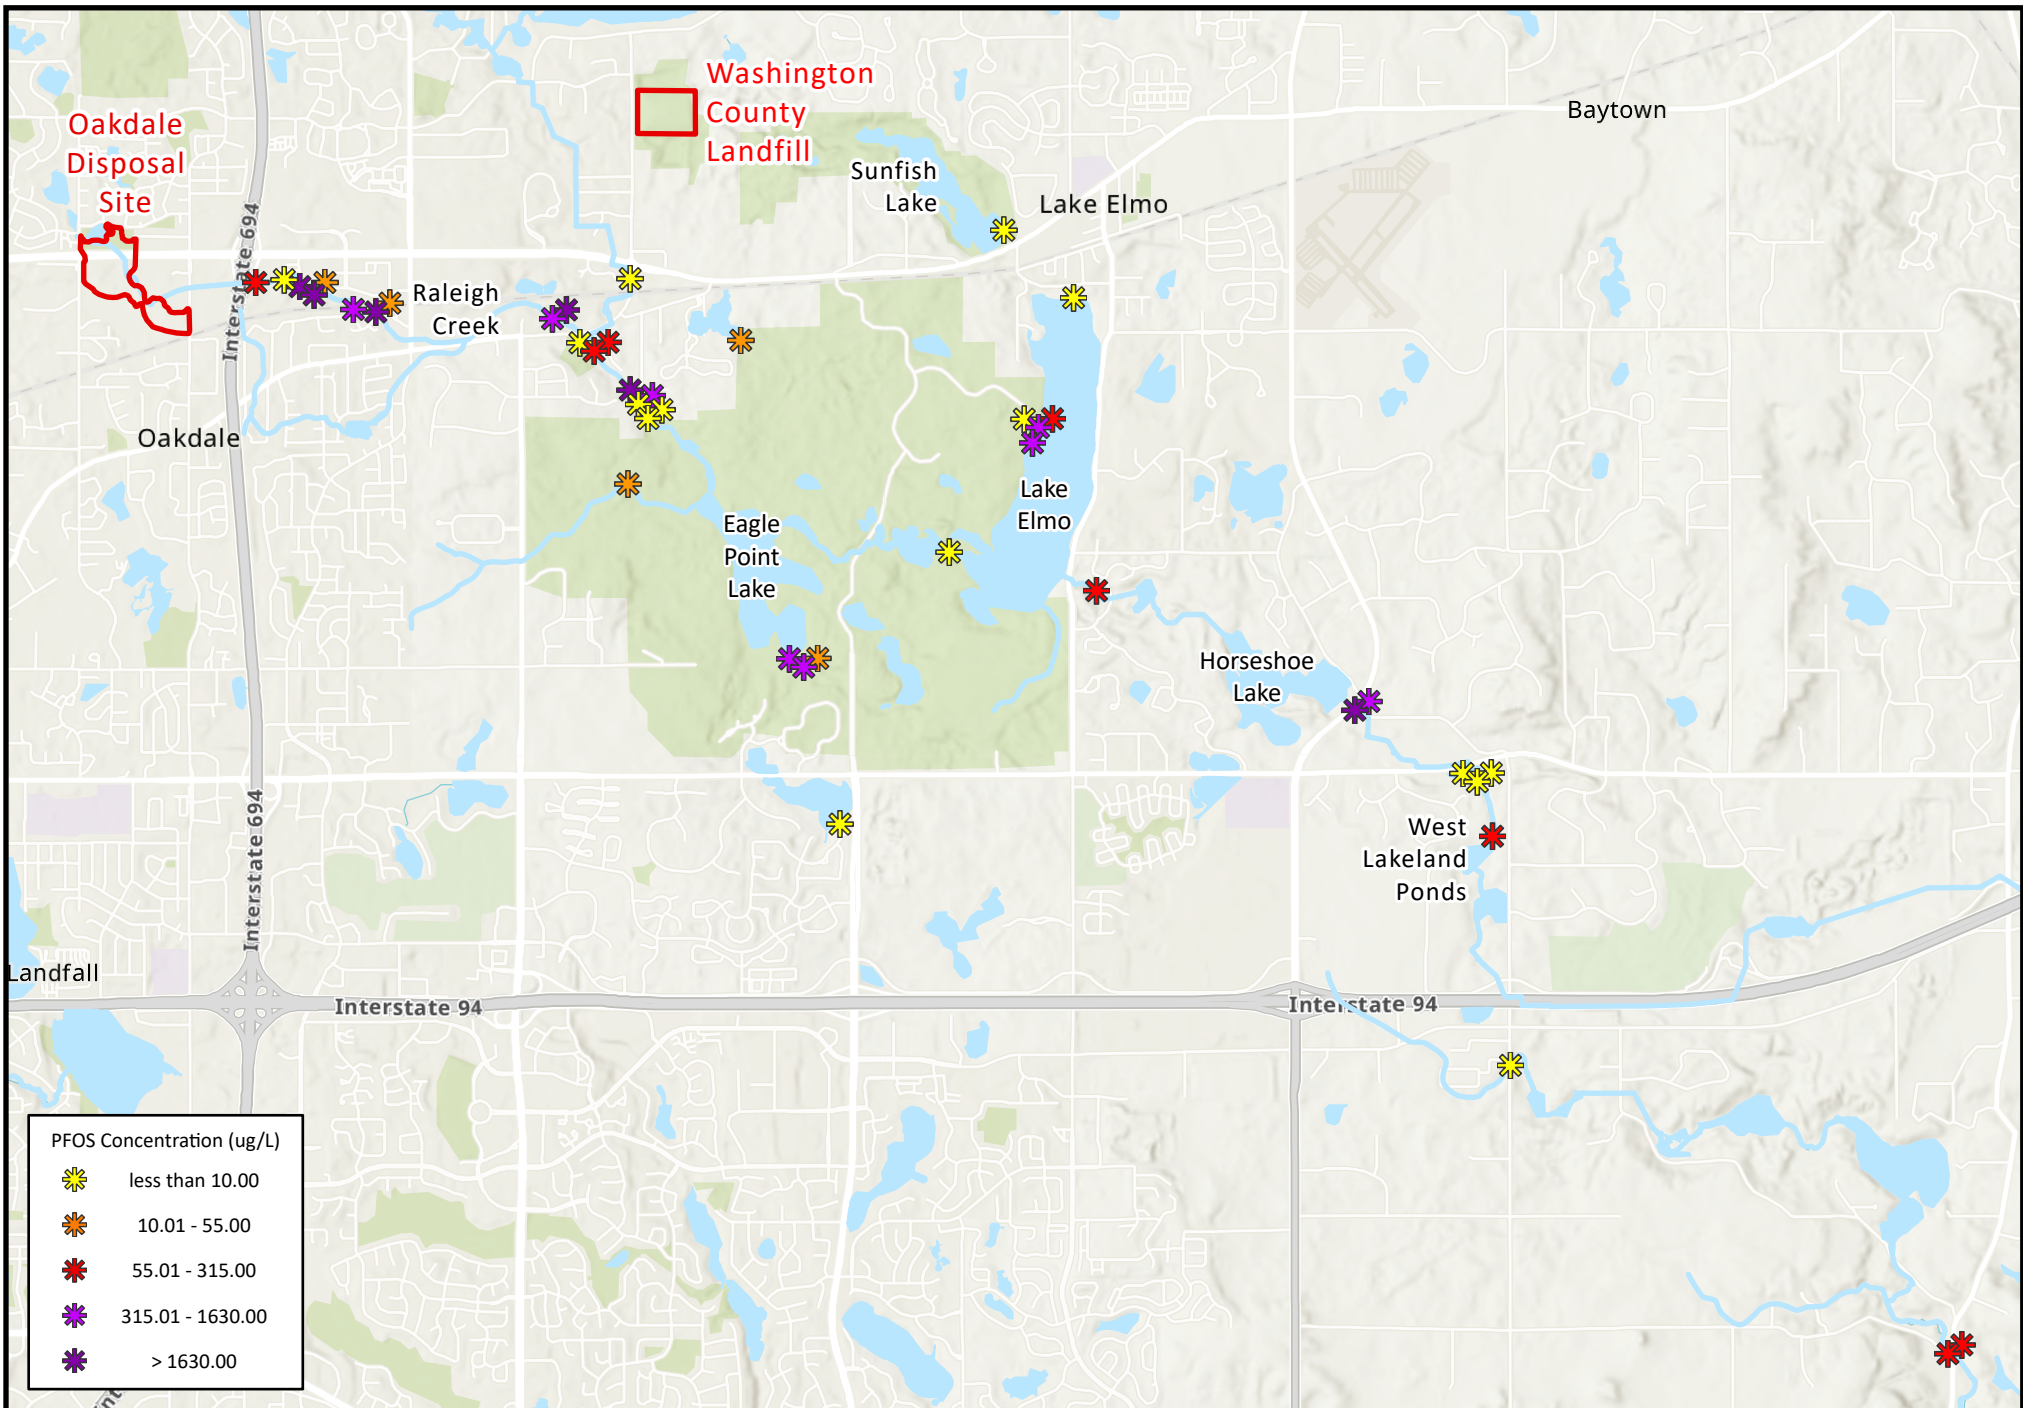 Washington
County
Landfill
Oakdale
Disposal
Site
Baytown
Sunfish
Lake
Lake Elmo
Interstate 694
Raleigh
Creek
Oakdale
Lake
Elmo
Eagle
Point
Lake
Horseshoe
Lake
West
Lakeland
Ponds
Interstate 694
Landfall
Interstate 94
Interstate 94
PFOS Concentration (ug/L)
less than 10.00
10.01 - 55.00
55.01 - 315.00
315.01 - 1630.00
> 1630.00